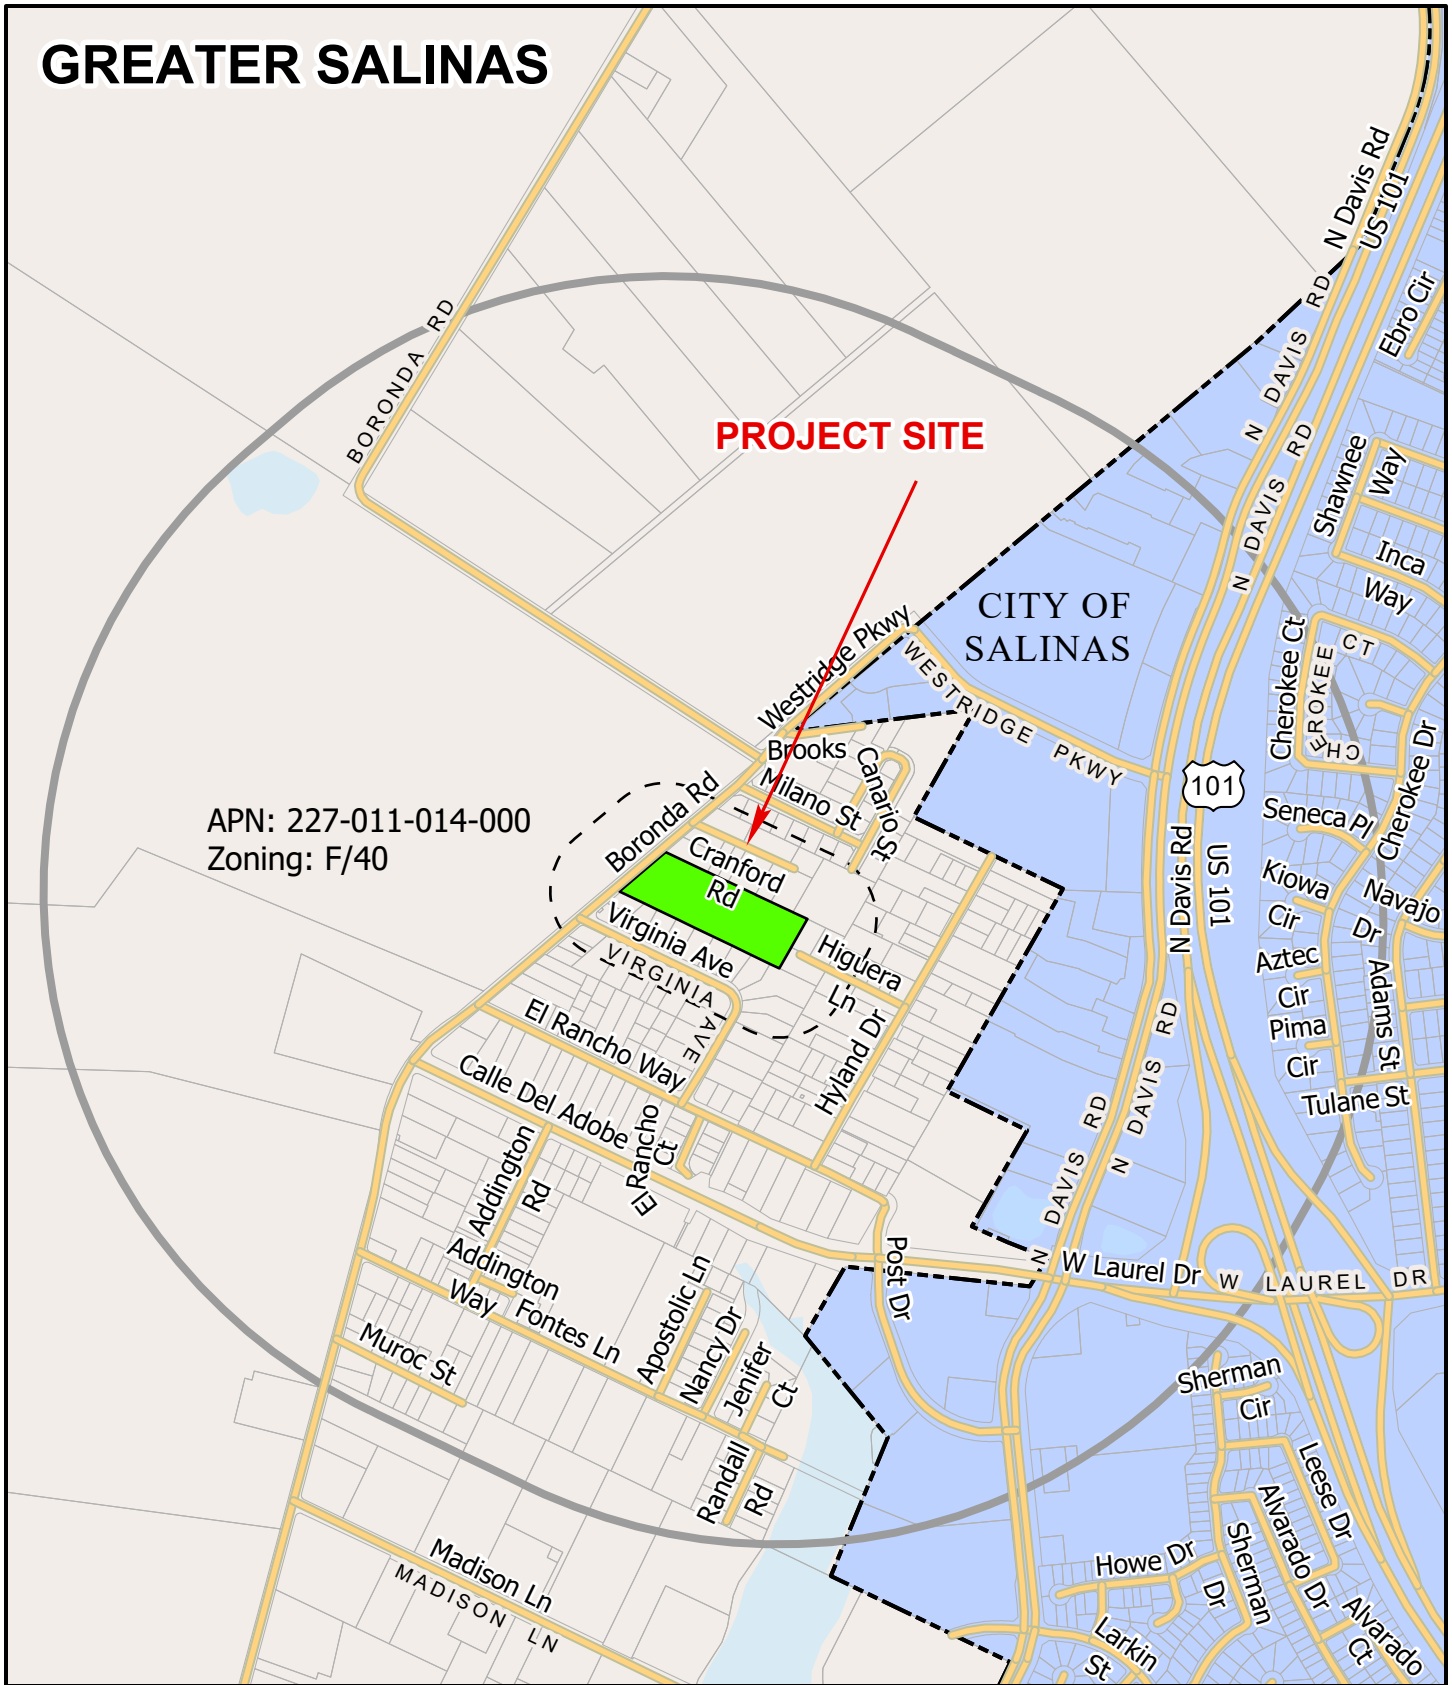 GREATER SALINAS
N Davis Rd
US 101
BORONDA RD
N DAVIS RD
Ebro Cir
PROJECT SITE
N DAVIS RD
Shawnee
Way
Inca
Way
CITY OF
SALINAS
Westridge Pkwy
WESTRIDGE PKWY
Cherokee Ct
CHEROKEE CT
Cherokee Dr
Brooks
Canario St
Milano St
101
Boronda Rd
APN: 227-011-014-000
Zoning: F/40
Seneca Pl
Cranford
Rd
N Davis Rd
US 101
Kiowa
Cir
Navajo
Dr
Virginia Ave
VIRGINIA AVE
Higuera
Ln
Aztec
Cir
Adams St
Pima
Cir
El Rancho Way
Hyland Dr
N DAVIS RD
Calle Del Adobe
Tulane St
El Rancho
Ct
N DAVIS RD
Addington
Rd
Addington
Way
Post Dr
W Laurel Dr
W LAUREL DR
Fontes Ln
Apostolic Ln
Nancy Dr
Jenifer
Ct
Muroc St
Sherman
Cir
Randall
Rd
Leese Dr
Alvarado Dr
Sherman
Dr
Howe Dr
Madison Ln
MADISON LN
Larkin
St
Alvarado
Ct